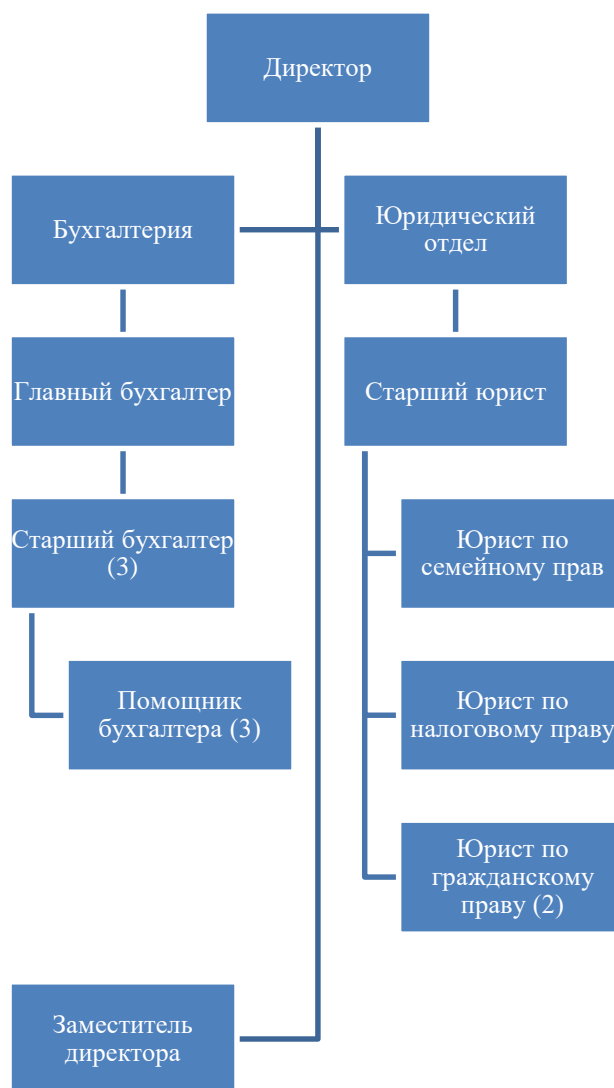 Директор
Бухгалтерия
Юридический
отдел
Главный бухгалтер
Старший юрист
Старший бухгалтер
(3)
Юрист по
семейному прав
Помощник
бухгалтера (3)
Юрист по
налоговому праву
Юрист по
гражданскому
праву (2)
Заместитель
директора